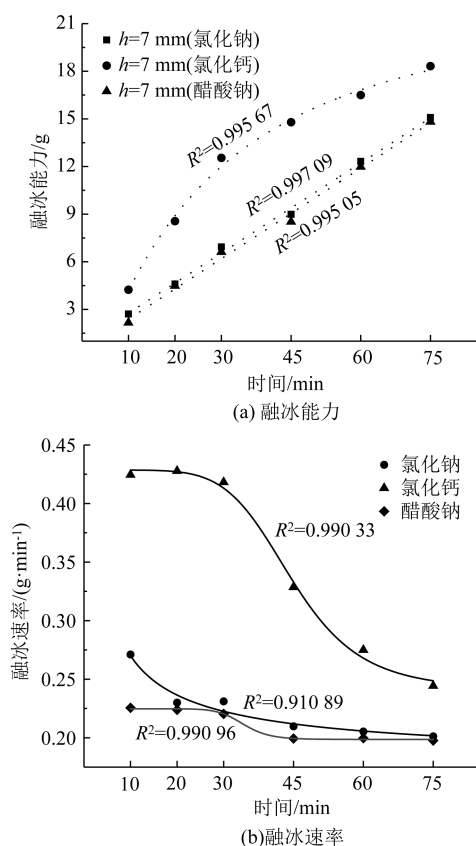 融冰能力/g
21
18
15
12
9
6
3
h=7 mm(氯化钠)
h=7 mm(氯化钙)
h=7 mm(醋酸钠)
R²=0.995 67
R²=0.997 09
R²=0.995 05
10 20 30 45 60 75
时间/min
(a) 融冰能力
融冰速率/(g·min⁻¹)
0.45
0.40
0.35
0.30
0.25
0.20
氯化钠
氯化钙
醋酸钠
R²=0.990 33
R²=0.910 89
R²=0.990 96
10 20 30 45 60 75
时间/min
(b)融冰速率